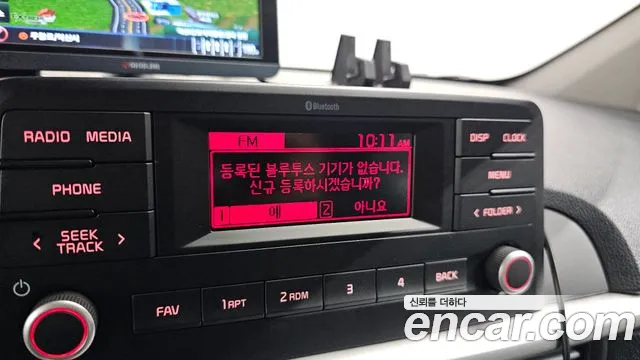 Bluetooth
RADIO MEDIA
FM 10:11 AM
DISP CLOCK
등록된 블루투스 기기가 없습니다.
신규 등록하시겠습니까?
1 예 2 아니요
PHONE
MENU
< SEEK TRACK >
< FOLDER >
FAV 1 RPT 2 RDM 3 4 BACK
신뢰를 더하다
encar.com